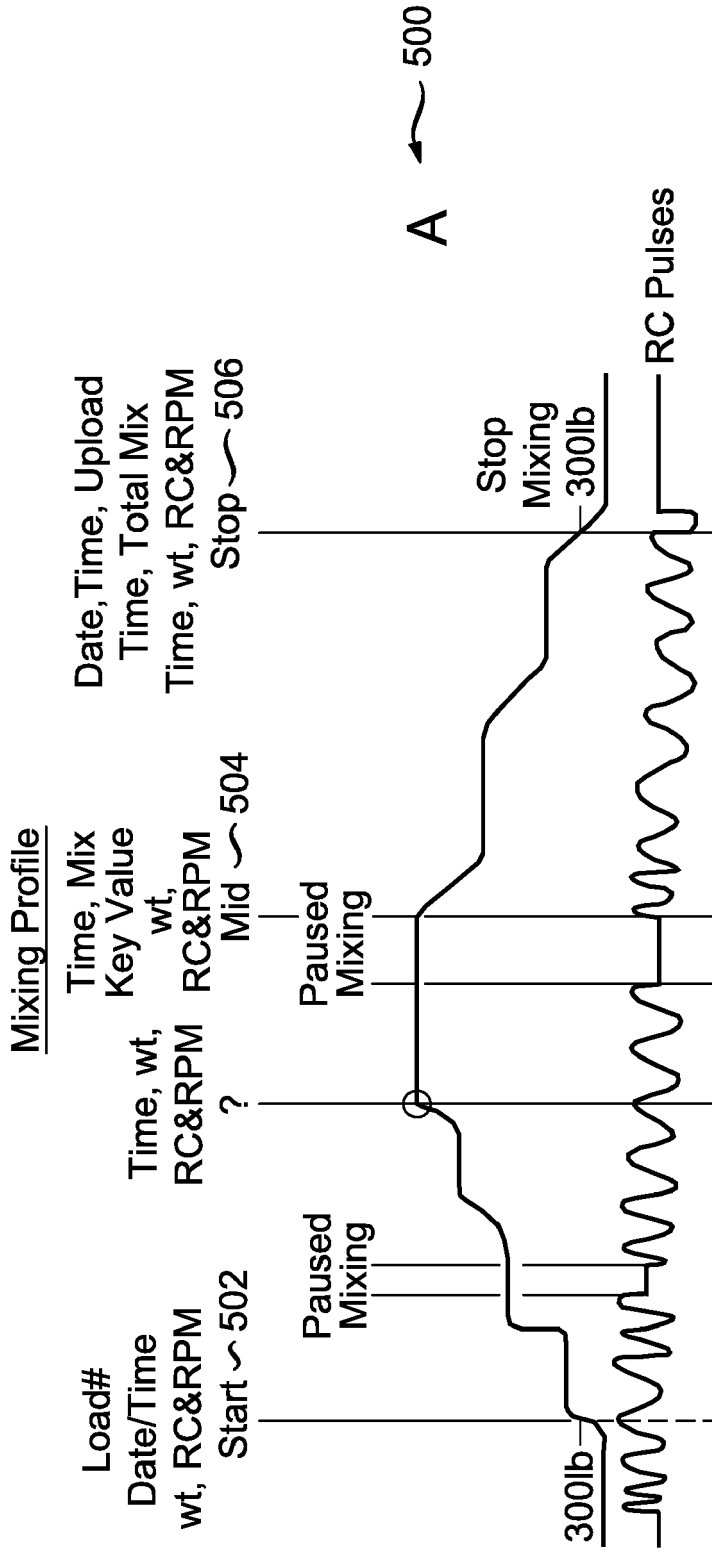 Mixing Profile
Load#
Date/Time
wt, RC&RPM
Start 502
Time, wt,
RC&RPM
?
Time, Mix
Key Value
wt,
RC&RPM
Mid 504
Date, Time, Upload
Time, Total Mix
Time, wt, RC&RPM
Stop 506
Paused
Mixing
Paused
Mixing
300lb
Stop
Mixing
300lb
A
500
RC Pulses